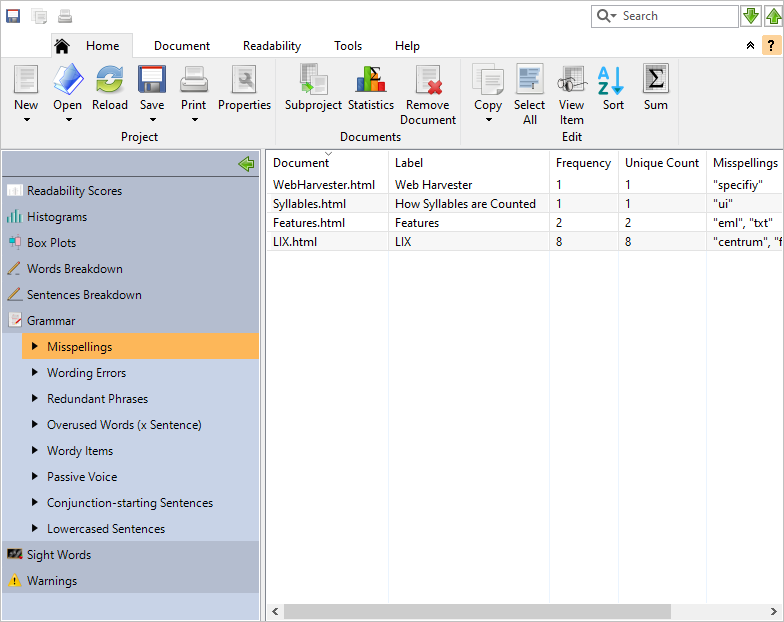 Search
Home Document Readability Tools Help
?
New Open Reload Save Print Properties Subproject Statistics Remove Document Copy Select All View Item Sort Sum
Project Documents Edit
Document Label Frequency Unique Count Misspellings
WebHarvester.html Web Harvester 1 1 "specifiy"
Syllables.html How Syllables are Counted 1 1 "ui"
Features.html Features 2 2 "eml", "txt"
LIX.html LIX 8 8 "centrum", "f
Readability Scores
Histograms
Box Plots
Words Breakdown
Sentences Breakdown
Grammar
Misspellings
Wording Errors
Redundant Phrases
Overused Words (x Sentence)
Wordy Items
Passive Voice
Conjunction-starting Sentences
Lowercased Sentences
Sight Words
Warnings